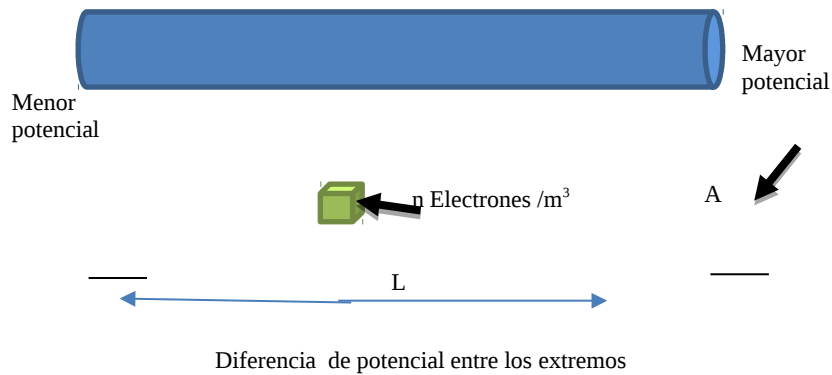 Mayor
potencial
Menor
potencial
n Electrones /m³
A
L
Diferencia de potencial entre los extremos